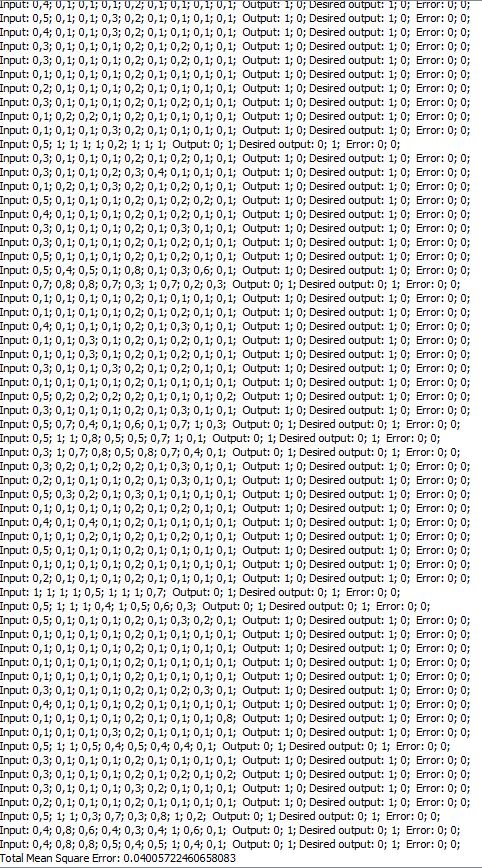 Input: 0,4; 0,1; 0,1; 0,1; 0,2; 0,1; 0,1; 0,1; 0,1; Output: 1; 0; Desired output: 1; 0; Error: 0; 0;
Input: 0,5; 0,1; 0,1; 0,3; 0,2; 0,1; 0,1; 0,1; 0,1; Output: 1; 0; Desired output: 1; 0; Error: 0; 0;
Input: 0,4; 0,1; 0,1; 0,1; 0,2; 0,1; 0,2; 0,1; 0,1; Output: 1; 0; Desired output: 1; 0; Error: 0; 0;
Input: 0,3; 0,1; 0,1; 0,1; 0,2; 0,1; 0,2; 0,1; 0,1; Output: 1; 0; Desired output: 1; 0; Error: 0; 0;
Input: 0,3; 0,1; 0,1; 0,1; 0,2; 0,1; 0,1; 0,1; 0,1; Output: 1; 0; Desired output: 1; 0; Error: 0; 0;
Input: 0,1; 0,1; 0,1; 0,1; 0,2; 0,1; 0,1; 0,1; 0,1; Output: 1; 0; Desired output: 1; 0; Error: 0; 0;
Input: 0,2; 0,1; 0,1; 0,1; 0,2; 0,1; 0,1; 0,1; 0,1; Output: 1; 0; Desired output: 1; 0; Error: 0; 0;
Input: 0,3; 0,1; 0,1; 0,1; 0,2; 0,1; 0,2; 0,1; 0,1; Output: 1; 0; Desired output: 1; 0; Error: 0; 0;
Input: 0,1; 0,2; 0,2; 0,1; 0,2; 0,1; 0,1; 0,1; 0,1; Output: 1; 0; Desired output: 1; 0; Error: 0; 0;
Input: 0,1; 0,1; 0,1; 0,3; 0,2; 0,1; 0,1; 0,1; 0,1; Output: 1; 0; Desired output: 1; 0; Error: 0; 0;
Input: 0,5; 1; 1; 1; 1; 0,2; 1; 1; 1; Output: 0; 1; Desired output: 0; 1; Error: 0; 0;
Input: 0,3; 0,1; 0,1; 0,1; 0,2; 0,1; 0,2; 0,1; 0,1; Output: 1; 0; Desired output: 1; 0; Error: 0; 0;
Input: 0,3; 0,1; 0,1; 0,2; 0,3; 0,4; 0,1; 0,1; 0,1; Output: 1; 0; Desired output: 1; 0; Error: 0; 0;
Input: 0,1; 0,2; 0,1; 0,3; 0,2; 0,1; 0,2; 0,1; 0,1; Output: 1; 0; Desired output: 1; 0; Error: 0; 0;
Input: 0,5; 0,1; 0,1; 0,1; 0,2; 0,1; 0,2; 0,2; 0,1; Output: 1; 0; Desired output: 1; 0; Error: 0; 0;
Input: 0,4; 0,1; 0,1; 0,1; 0,2; 0,1; 0,2; 0,1; 0,1; Output: 1; 0; Desired output: 1; 0; Error: 0; 0;
Input: 0,3; 0,1; 0,1; 0,1; 0,2; 0,1; 0,3; 0,1; 0,1; Output: 1; 0; Desired output: 1; 0; Error: 0; 0;
Input: 0,3; 0,1; 0,1; 0,1; 0,2; 0,1; 0,2; 0,1; 0,1; Output: 1; 0; Desired output: 1; 0; Error: 0; 0;
Input: 0,5; 0,1; 0,1; 0,1; 0,2; 0,1; 0,1; 0,1; 0,1; Output: 1; 0; Desired output: 1; 0; Error: 0; 0;
Input: 0,5; 0,4; 0,5; 0,1; 0,8; 0,1; 0,3; 0,6; 0,1; Output: 0; 1; Desired output: 0; 1; Error: 0; 0;
Input: 0,7; 0,8; 0,8; 0,7; 0,3; 1; 0,7; 0,2; 0,3; Output: 0; 1; Desired output: 0; 1; Error: 0; 0;
Input: 0,1; 0,1; 0,1; 0,1; 0,2; 0,1; 0,1; 0,1; 0,1; Output: 1; 0; Desired output: 1; 0; Error: 0; 0;
Input: 0,1; 0,1; 0,1; 0,1; 0,2; 0,1; 0,2; 0,1; 0,1; Output: 1; 0; Desired output: 1; 0; Error: 0; 0;
Input: 0,4; 0,1; 0,1; 0,1; 0,2; 0,1; 0,3; 0,1; 0,1; Output: 1; 0; Desired output: 1; 0; Error: 0; 0;
Input: 0,1; 0,1; 0,3; 0,1; 0,2; 0,1; 0,1; 0,1; 0,1; Output: 1; 0; Desired output: 1; 0; Error: 0; 0;
Input: 0,1; 0,1; 0,3; 0,1; 0,2; 0,1; 0,2; 0,1; 0,1; Output: 1; 0; Desired output: 1; 0; Error: 0; 0;
Input: 0,3; 0,1; 0,1; 0,3; 0,2; 0,1; 0,2; 0,1; 0,1; Output: 1; 0; Desired output: 1; 0; Error: 0; 0;
Input: 0,1; 0,1; 0,1; 0,1; 0,2; 0,1; 0,1; 0,1; 0,1; Output: 1; 0; Desired output: 1; 0; Error: 0; 0;
Input: 0,5; 0,2; 0,2; 0,2; 0,2; 0,1; 0,1; 0,1; 0,2; Output: 1; 0; Desired output: 1; 0; Error: 0; 0;
Input: 0,3; 0,1; 0,1; 0,1; 0,2; 0,1; 0,3; 0,1; 0,1; Output: 1; 0; Desired output: 1; 0; Error: 0; 0;
Input: 0,5; 0,7; 0,4; 0,1; 0,6; 0,1; 0,7; 1; 0,3; Output: 0; 1; Desired output: 0; 1; Error: 0; 0;
Input: 0,5; 1; 1; 0,8; 0,5; 0,5; 0,7; 1; 0,1; Output: 0; 1; Desired output: 0; 1; Error: 0; 0;
Input: 0,3; 1; 0,7; 0,8; 0,5; 0,8; 0,7; 0,4; 0,1; Output: 0; 1; Desired output: 0; 1; Error: 0; 0;
Input: 0,3; 0,2; 0,1; 0,2; 0,2; 0,1; 0,3; 0,1; 0,1; Output: 1; 0; Desired output: 1; 0; Error: 0; 0;
Input: 0,2; 0,1; 0,1; 0,1; 0,2; 0,1; 0,3; 0,1; 0,1; Output: 1; 0; Desired output: 1; 0; Error: 0; 0;
Input: 0,5; 0,3; 0,2; 0,1; 0,3; 0,1; 0,1; 0,1; 0,1; Output: 1; 0; Desired output: 1; 0; Error: 0; 0;
Input: 0,1; 0,1; 0,1; 0,1; 0,2; 0,1; 0,2; 0,1; 0,1; Output: 1; 0; Desired output: 1; 0; Error: 0; 0;
Input: 0,4; 0,1; 0,4; 0,1; 0,2; 0,1; 0,1; 0,1; 0,1; Output: 1; 0; Desired output: 1; 0; Error: 0; 0;
Input: 0,1; 0,1; 0,2; 0,1; 0,2; 0,1; 0,2; 0,1; 0,1; Output: 1; 0; Desired output: 1; 0; Error: 0; 0;
Input: 0,5; 0,1; 0,1; 0,1; 0,2; 0,1; 0,1; 0,1; 0,1; Output: 1; 0; Desired output: 1; 0; Error: 0; 0;
Input: 0,1; 0,1; 0,1; 0,1; 0,2; 0,1; 0,1; 0,1; 0,1; Output: 1; 0; Desired output: 1; 0; Error: 0; 0;
Input: 0,2; 0,1; 0,1; 0,1; 0,2; 0,1; 0,1; 0,1; 0,1; Output: 1; 0; Desired output: 1; 0; Error: 0; 0;
Input: 1; 1; 1; 1; 0,5; 1; 1; 1; 0,7; Output: 0; 1; Desired output: 0; 1; Error: 0; 0;
Input: 0,5; 1; 1; 1; 0,4; 1; 0,5; 0,6; 0,3; Output: 0; 1; Desired output: 0; 1; Error: 0; 0;
Input: 0,5; 0,1; 0,1; 0,1; 0,2; 0,1; 0,3; 0,2; 0,1; Output: 1; 0; Desired output: 1; 0; Error: 0; 0;
Input: 0,1; 0,1; 0,1; 0,1; 0,2; 0,1; 0,1; 0,1; 0,1; Output: 1; 0; Desired output: 1; 0; Error: 0; 0;
Input: 0,1; 0,1; 0,1; 0,1; 0,2; 0,1; 0,1; 0,1; 0,1; Output: 1; 0; Desired output: 1; 0; Error: 0; 0;
Input: 0,1; 0,1; 0,1; 0,1; 0,2; 0,1; 0,1; 0,1; 0,1; Output: 1; 0; Desired output: 1; 0; Error: 0; 0;
Input: 0,1; 0,1; 0,1; 0,1; 0,2; 0,1; 0,1; 0,1; 0,1; Output: 1; 0; Desired output: 1; 0; Error: 0; 0;
Input: 0,3; 0,1; 0,1; 0,1; 0,2; 0,1; 0,2; 0,3; 0,1; Output: 1; 0; Desired output: 1; 0; Error: 0; 0;
Input: 0,4; 0,1; 0,1; 0,1; 0,2; 0,1; 0,1; 0,1; 0,1; Output: 1; 0; Desired output: 1; 0; Error: 0; 0;
Input: 0,1; 0,1; 0,1; 0,1; 0,2; 0,1; 0,1; 0,1; 0,8; Output: 1; 0; Desired output: 1; 0; Error: 0; 0;
Input: 0,1; 0,1; 0,1; 0,3; 0,2; 0,1; 0,1; 0,1; 0,1; Output: 1; 0; Desired output: 1; 0; Error: 0; 0;
Input: 0,5; 1; 1; 0,5; 0,4; 0,5; 0,4; 0,4; 0,1; Output: 0; 1; Desired output: 0; 1; Error: 0; 0;
Input: 0,3; 0,1; 0,1; 0,1; 0,2; 0,1; 0,1; 0,1; 0,1; Output: 1; 0; Desired output: 1; 0; Error: 0; 0;
Input: 0,3; 0,1; 0,1; 0,1; 0,2; 0,1; 0,2; 0,1; 0,2; Output: 1; 0; Desired output: 1; 0; Error: 0; 0;
Input: 0,3; 0,1; 0,1; 0,1; 0,3; 0,2; 0,1; 0,1; 0,1; Output: 1; 0; Desired output: 1; 0; Error: 0; 0;
Input: 0,2; 0,1; 0,1; 0,1; 0,2; 0,1; 0,1; 0,1; 0,1; Output: 1; 0; Desired output: 1; 0; Error: 0; 0;
Input: 0,5; 1; 1; 0,3; 0,7; 0,3; 0,8; 1; 0,2; Output: 0; 1; Desired output: 0; 1; Error: 0; 0;
Input: 0,4; 0,8; 0,6; 0,4; 0,3; 0,4; 1; 0,6; 0,1; Output: 0; 1; Desired output: 0; 1; Error: 0; 0;
Input: 0,4; 0,8; 0,8; 0,5; 0,4; 0,5; 1; 0,4; 0,1; Output: 0; 1; Desired output: 0; 1; Error: 0; 0;
Total Mean Square Error: 0.04005722460658083